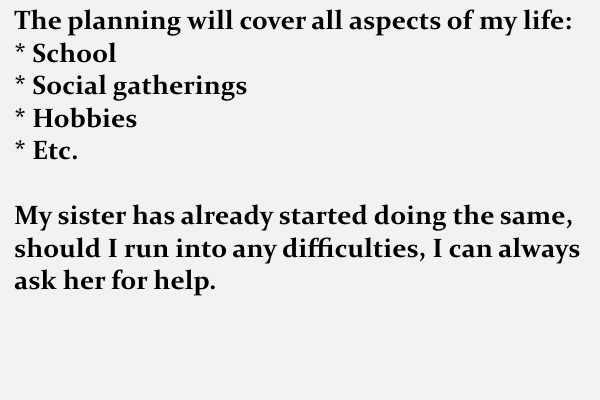 The planning will cover all aspects of my life:
* School
* Social gatherings
* Hobbies
* Etc.

My sister has already started doing the same,
should I run into any difficulties, I can always
ask her for help.